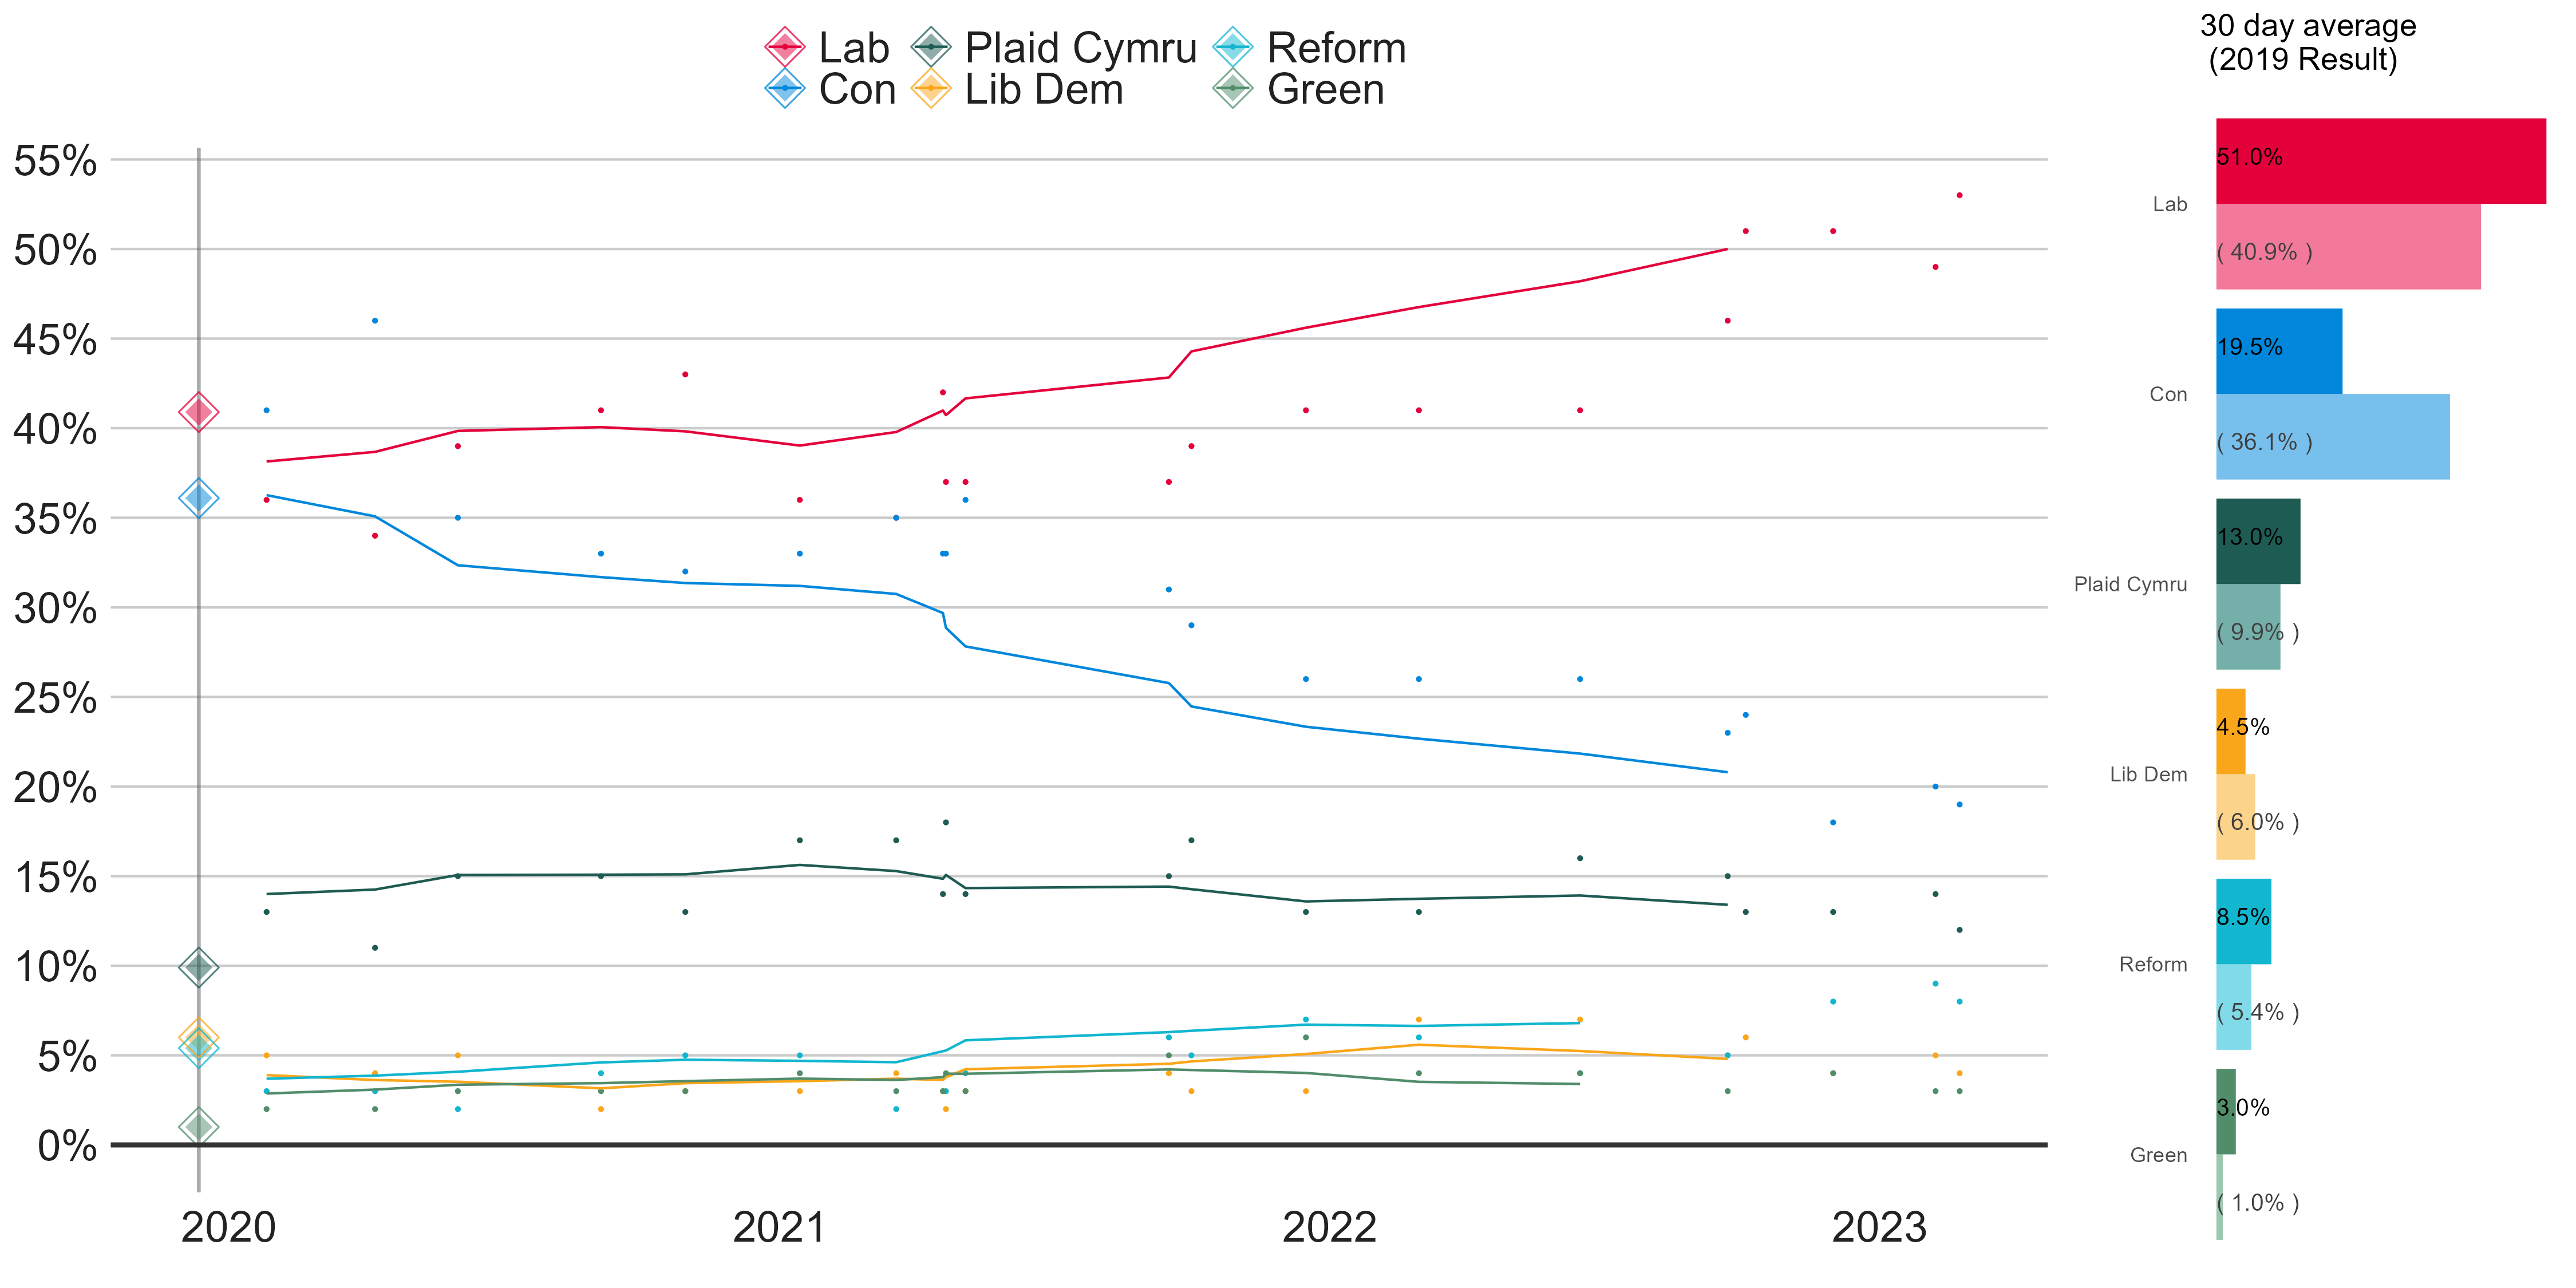 Lab Plaid Cymru Reform
Con Lib Dem Green
55%
50%
45%
40%
35%
30%
25%
20%
15%
10%
5%
0%
2020 2021 2022 2023
30 day average
(2019 Result)
51.0%
Lab
( 40.9% )
19.5%
Con
( 36.1% )
13.0%
Plaid Cymru
( 9.9% )
4.5%
Lib Dem
( 6.0% )
8.5%
Reform
( 5.4% )
3.0%
Green
( 1.0% )